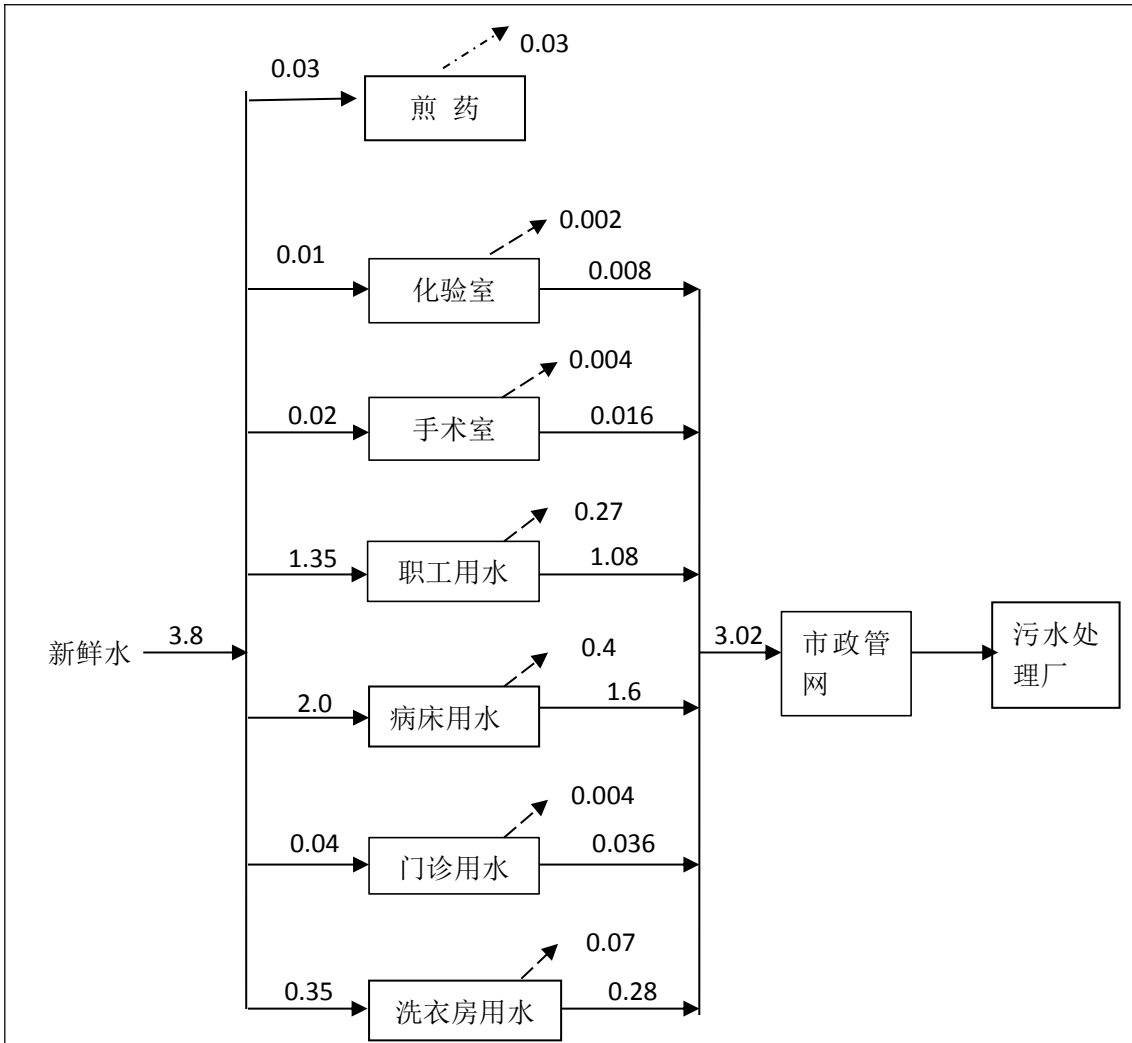 0.03
0.03
煎 药
0.002
0.01
化验室
0.008
0.004
0.02
手术室
0.016
0.27
1.35
职工用水
1.08
新鲜水
3.8
0.4
2.0
病床用水
1.6
3.02
市政管
网
污水处
理厂
0.004
0.04
门诊用水
0.036
0.07
0.35
洗衣房用水
0.28